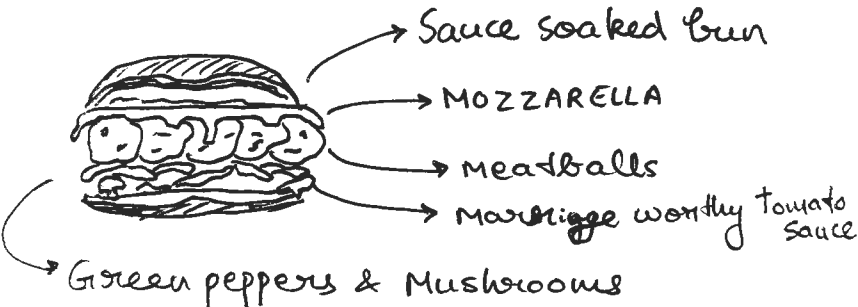 Sauce soaked bun
MOZZARELLA
Meatballs
Marriage worthy tomato
sauce
Green peppers & Mushrooms